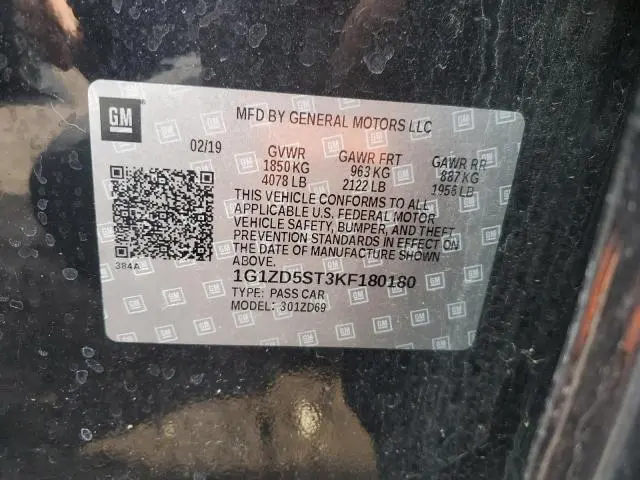 GM
MFD BY GENERAL MOTORS LLC
02/19
GVWR GAWR FRT GAWR RR
1850 KG 963 KG 887 KG
4078 LB 2122 LB 1956 LB
THIS VEHICLE CONFORMS TO ALL
APPLICABLE U.S. FEDERAL MOTOR
VEHICLE SAFETY, BUMPER, AND THEFT
PREVENTION STANDARDS IN EFFECT ON
THE DATE OF MANUFACTURE SHOWN
ABOVE.
384A
1G1ZD5ST3KF180180
TYPE: PASS CAR
MODEL: 301ZD69